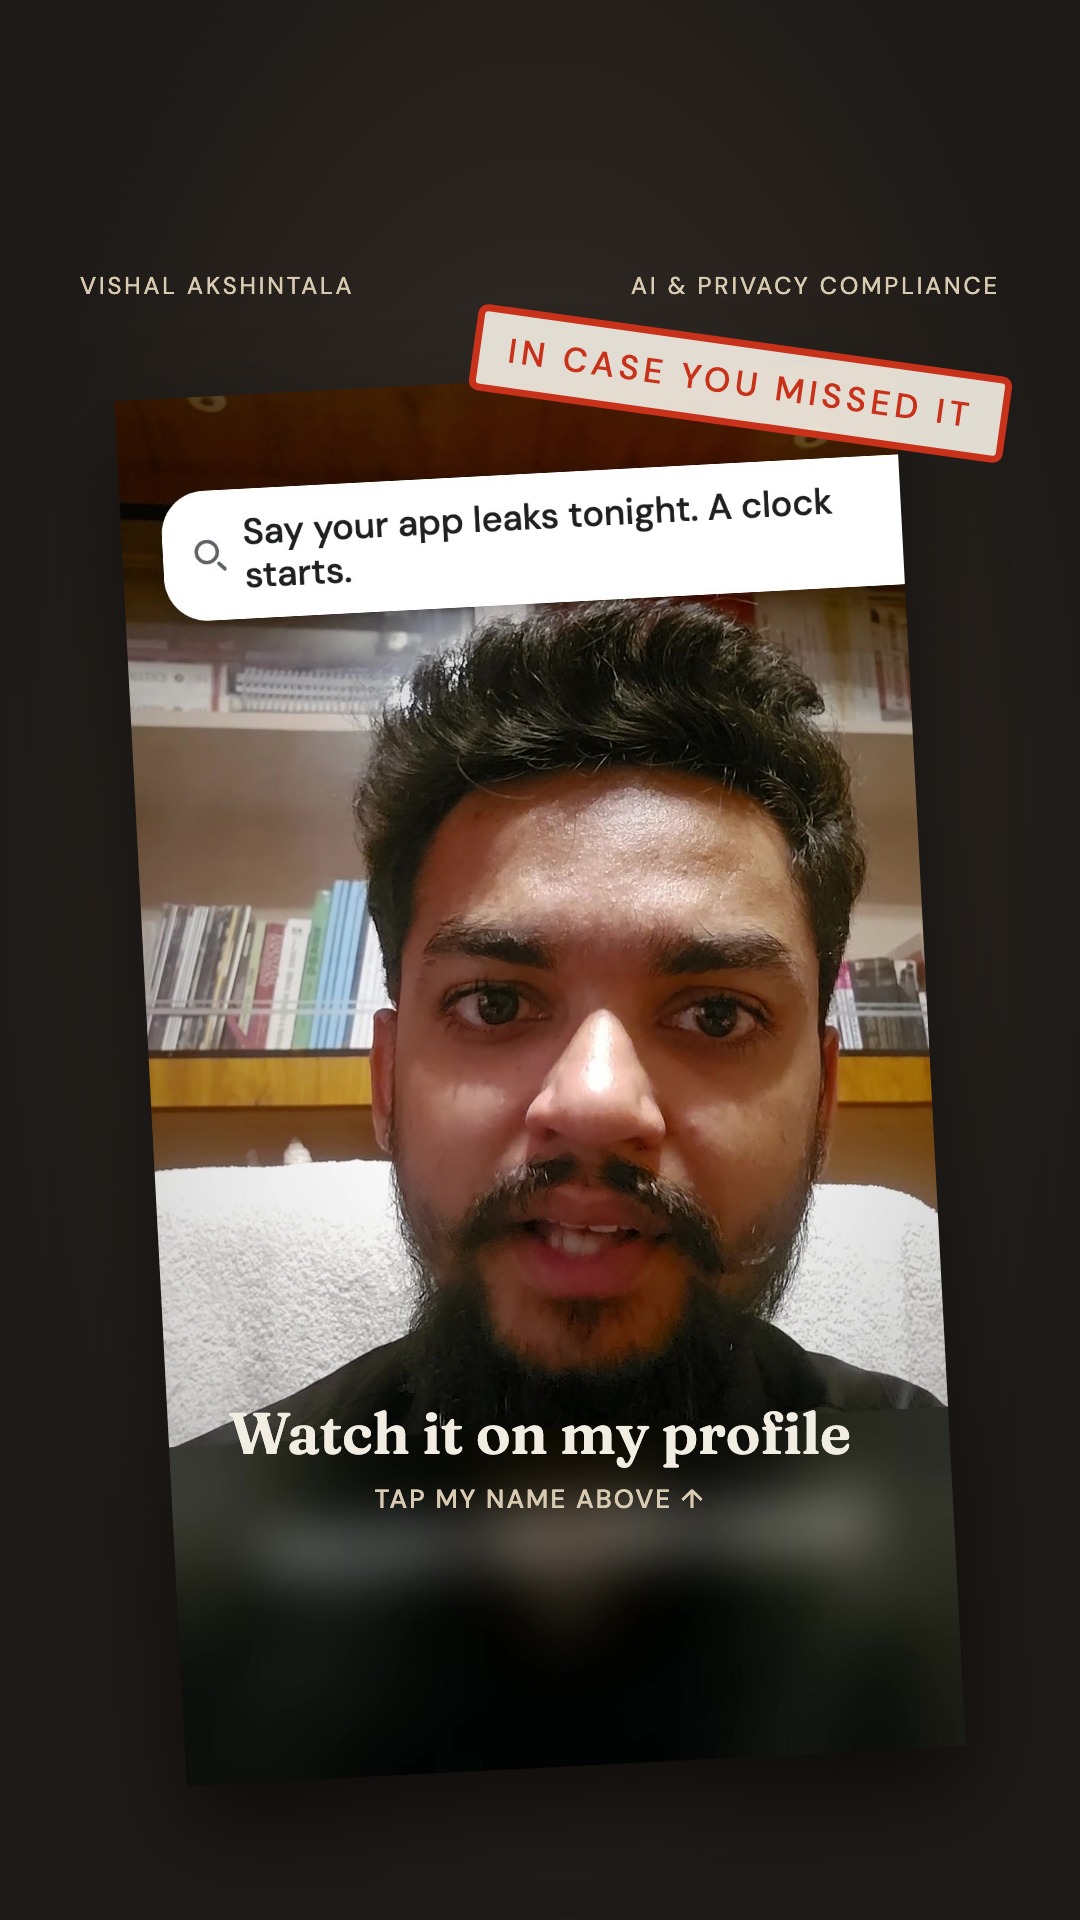 VISHAL AKSHINTALA
AI & PRIVACY COMPLIANCE
IN CASE YOU MISSED IT
Say your app leaks tonight. A clock
starts.
Watch it on my profile
TAP MY NAME ABOVE ↑